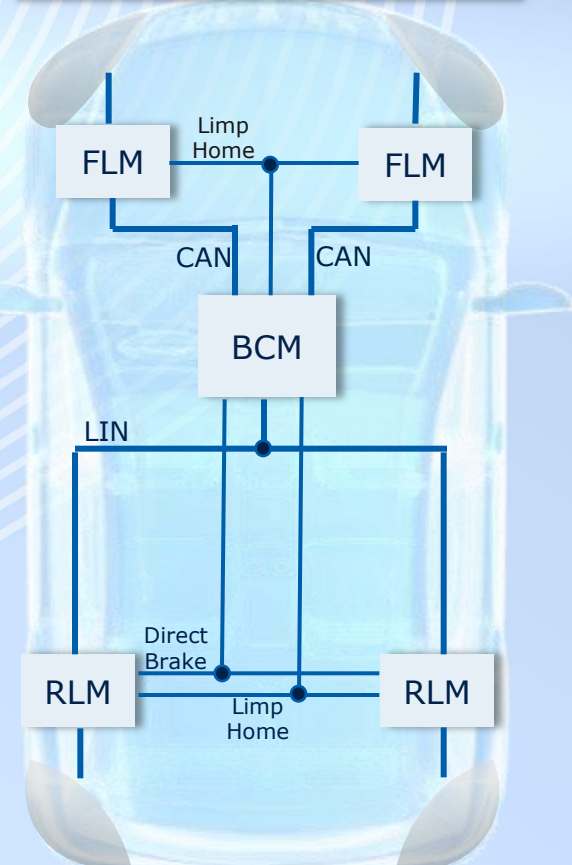 Limp
Home
FLM
FLM
CAN
CAN
BCM
LIN
Direct
Brake
RLM
RLM
Limp
Home